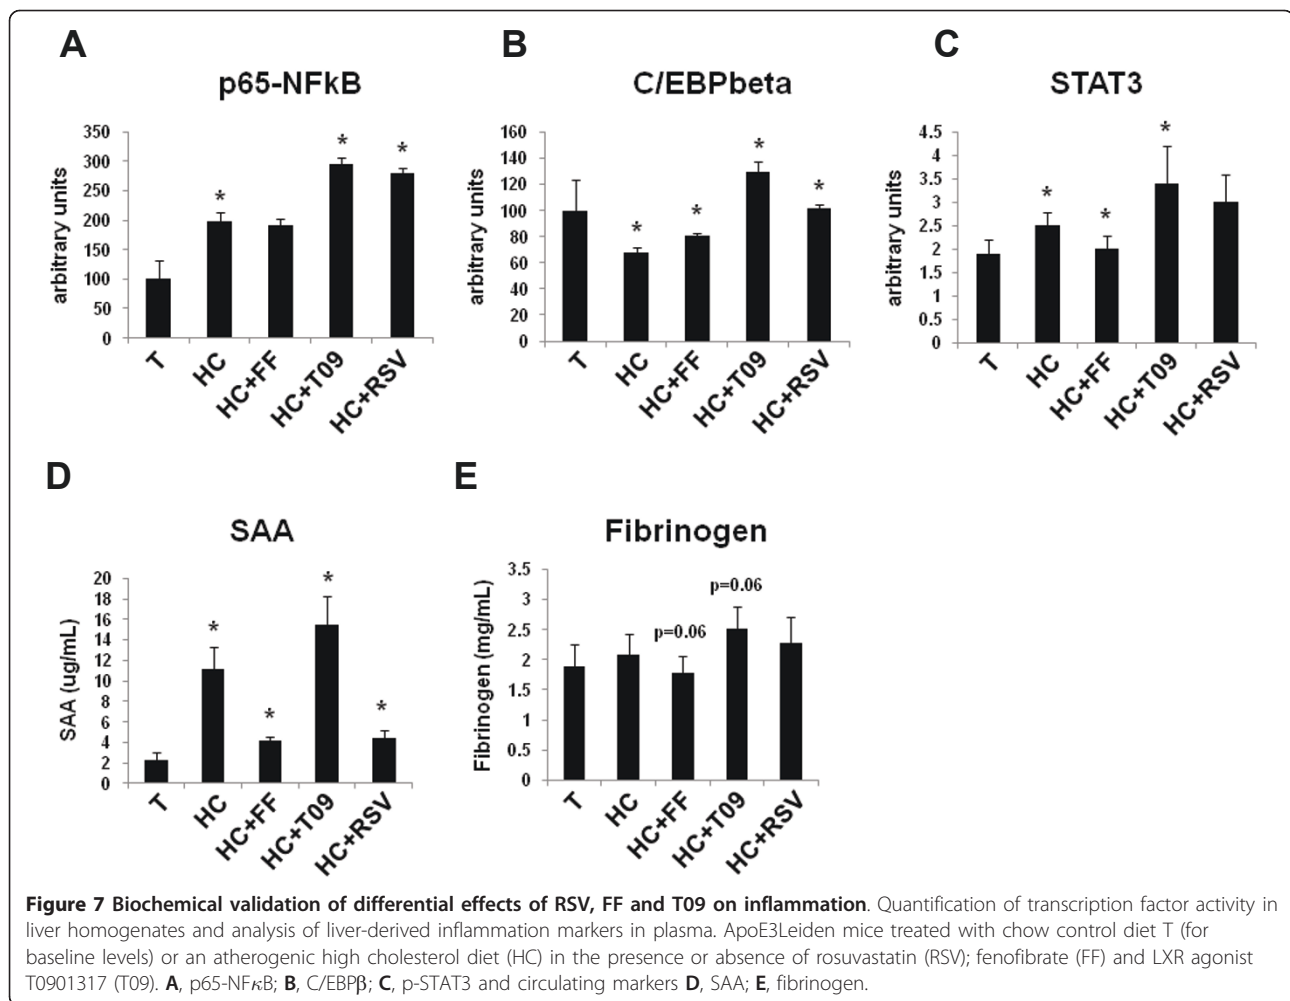 A
p65-NFkB
arbitrary units
350
300
250
200
150
100
50
0
*
*
*
T
HC
HC+FF
HC+T09
HC+RSV
B
C/EBPbeta
arbitrary units
160
140
120
100
80
60
40
20
0
*
*
*
*
T
HC
HC+FF
HC+T09
HC+RSV
C
STAT3
arbitrary units
4.5
4
3.5
3
2.5
2
1.5
1
0.5
0
*
*
*
T
HC
HC+FF
HC+T09
HC+RSV
D
SAA
SAA (ug/mL)
20
18
16
14
12
10
8
6
4
2
0
*
*
*
*
T
HC
HC+FF
HC+T09
HC+RSV
E
Fibrinogen
Fibrinogen (mg/mL)
3.5
3
2.5
2
1.5
1
0.5
0
p=0.06
p=0.06
T
HC
HC+FF
HC+T09
HC+RSV
Figure 7 Biochemical validation of differential effects of RSV, FF and T09 on inflammation. Quantification of transcription factor activity in
liver homogenates and analysis of liver-derived inflammation markers in plasma. ApoE3Leiden mice treated with chow control diet T (for
baseline levels) or an atherogenic high cholesterol diet (HC) in the presence or absence of rosuvastatin (RSV); fenofibrate (FF) and LXR agonist
T0901317 (T09). A, p65-NFκB; B, C/EBPβ; C, p-STAT3 and circulating markers D, SAA; E, fibrinogen.